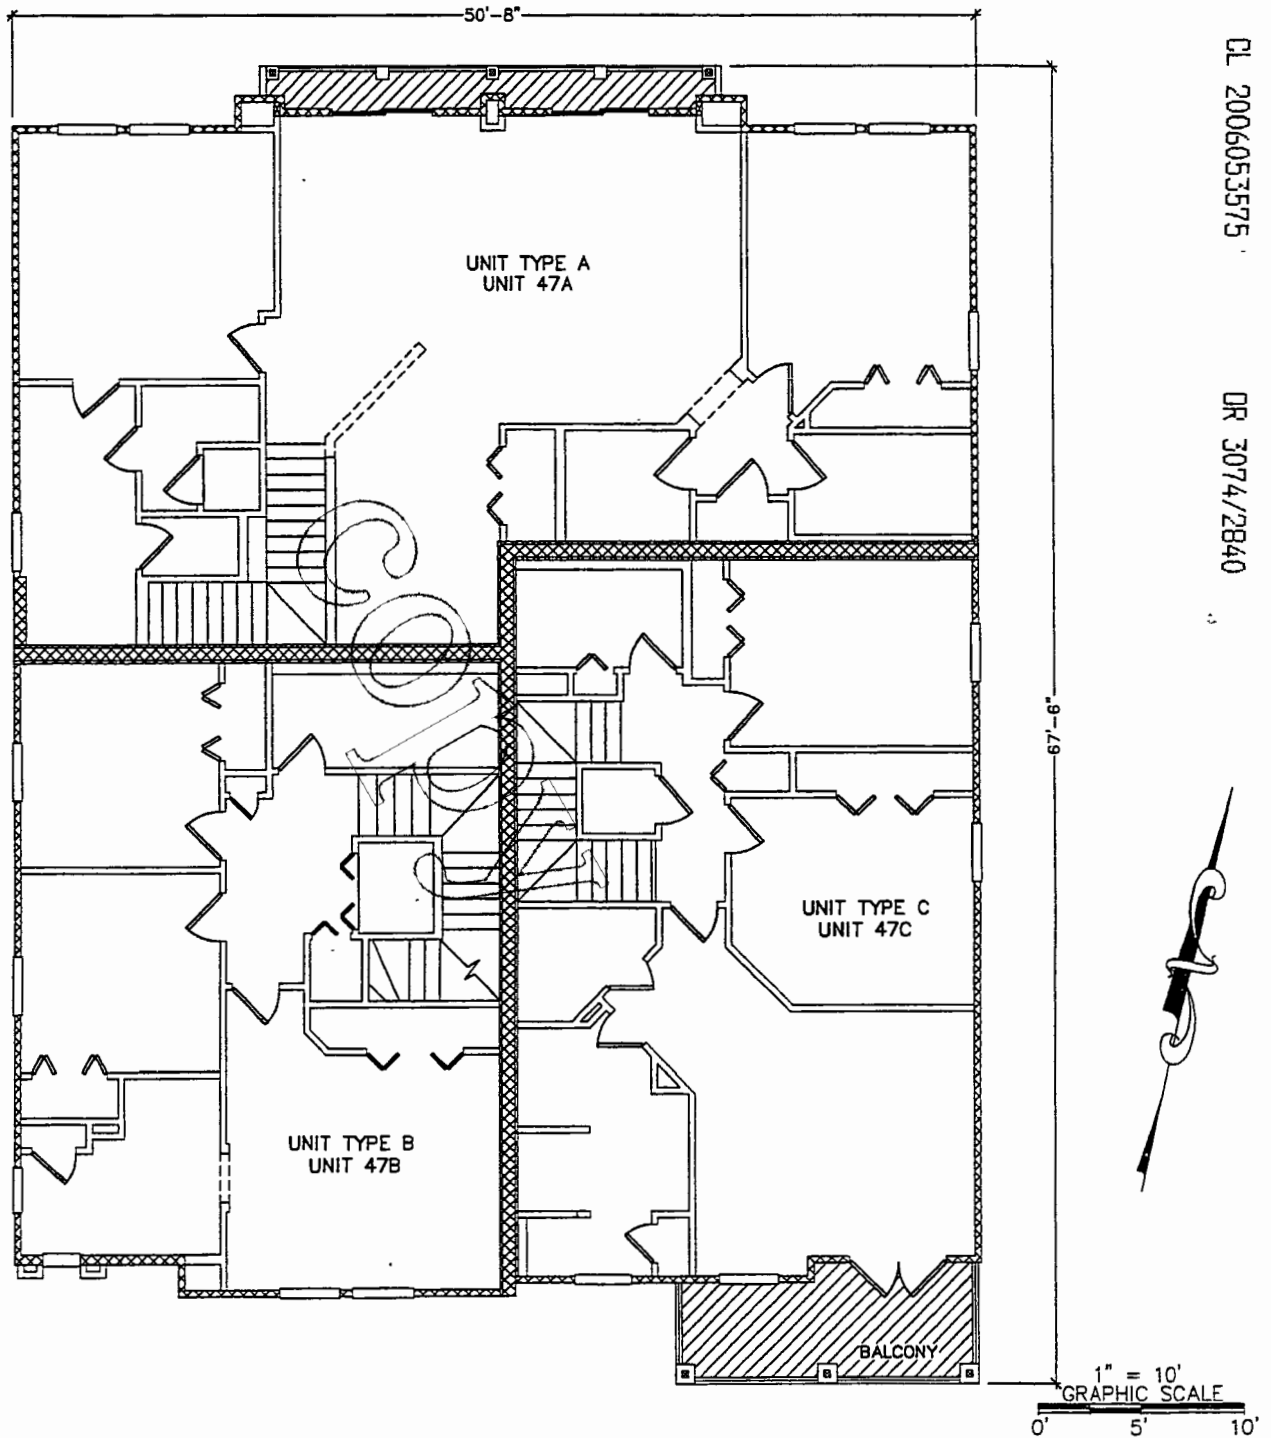 50'-8"
CL 2006053575
OR 3074/2840
UNIT TYPE A
UNIT 47A
COPY
67'-6"
UNIT TYPE C
UNIT 47C
UNIT TYPE B
UNIT 47B
BALCONY
1" = 10'
GRAPHIC SCALE
0' 5' 10'